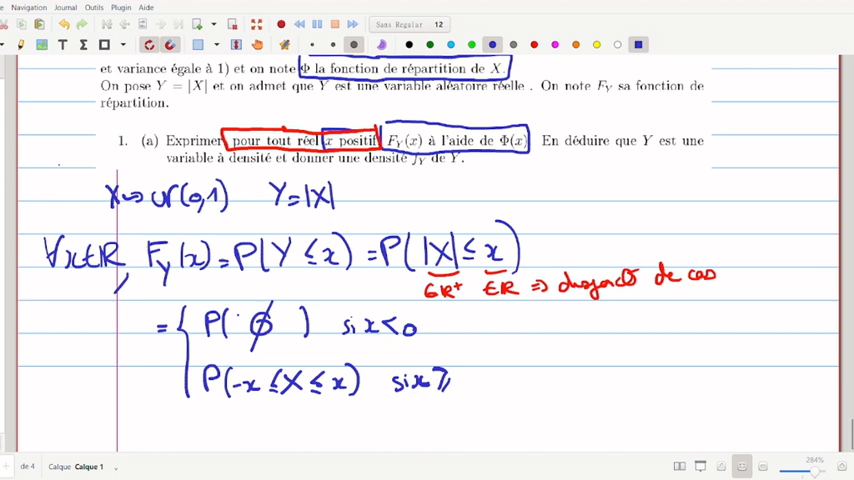 Navigation Journal Outils Plugin Aide
Sans Regular 12
et variance égale à 1) et on note Φ la fonction de répartition de X.
On pose Y = |X| et on admet que Y est une variable aléatoire réelle . On note F_Y sa fonction de
répartition.
1. (a) Exprimer pour tout réel x positif F_Y(x) à l'aide de Φ(x) En déduire que Y est une
variable à densité et donner une densité f_Y de Y.
X ↪ N(0,1) Y = |X|
∀x∈ℝ, F_Y(x) = P(Y ≤ x) = P(|X| ≤ x)
∈ℝ+ ∈ℝ ⇒ disjonct° de cas
= { P( ∅ ) si x < 0
P(-x ≤ X ≤ x) si x ≥
de 4 Calque Calque 1 284%